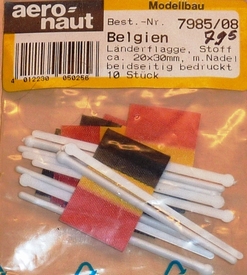 Modellbau
aero-
naut
Best.-Nr. 7985/08
Belgien 7,95
Länderflagge, Stoff
ca. 20x30mm, m.Nadel
beidseitig bedruckt
10 Stück
4 012230 050256